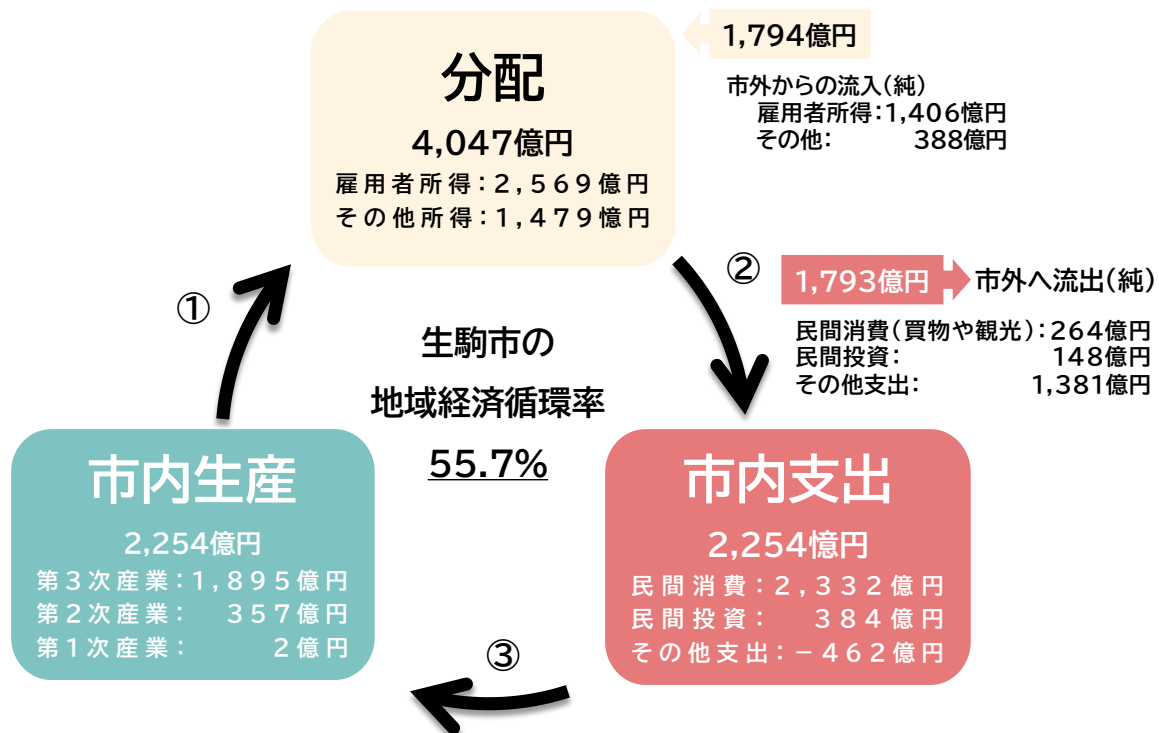 分配
4,047億円
雇用者所得：2,569億円
その他所得：1,479憶円
1,794億円
市外からの流入(純)
雇用者所得：1,406憶円
その他： 388億円
①
②
1,793億円
市外へ流出(純)
民間消費(買物や観光)：264億円
民間投資： 148億円
その他支出： 1,381億円
生駒市の
地域経済循環率
55.7%
市内生産
2,254億円
第3次産業：1,895億円
第2次産業： 357億円
第1次産業： 2億円
市内支出
2,254憶円
民間消費：2,332億円
民間投資： 384億円
その他支出：－462億円
③